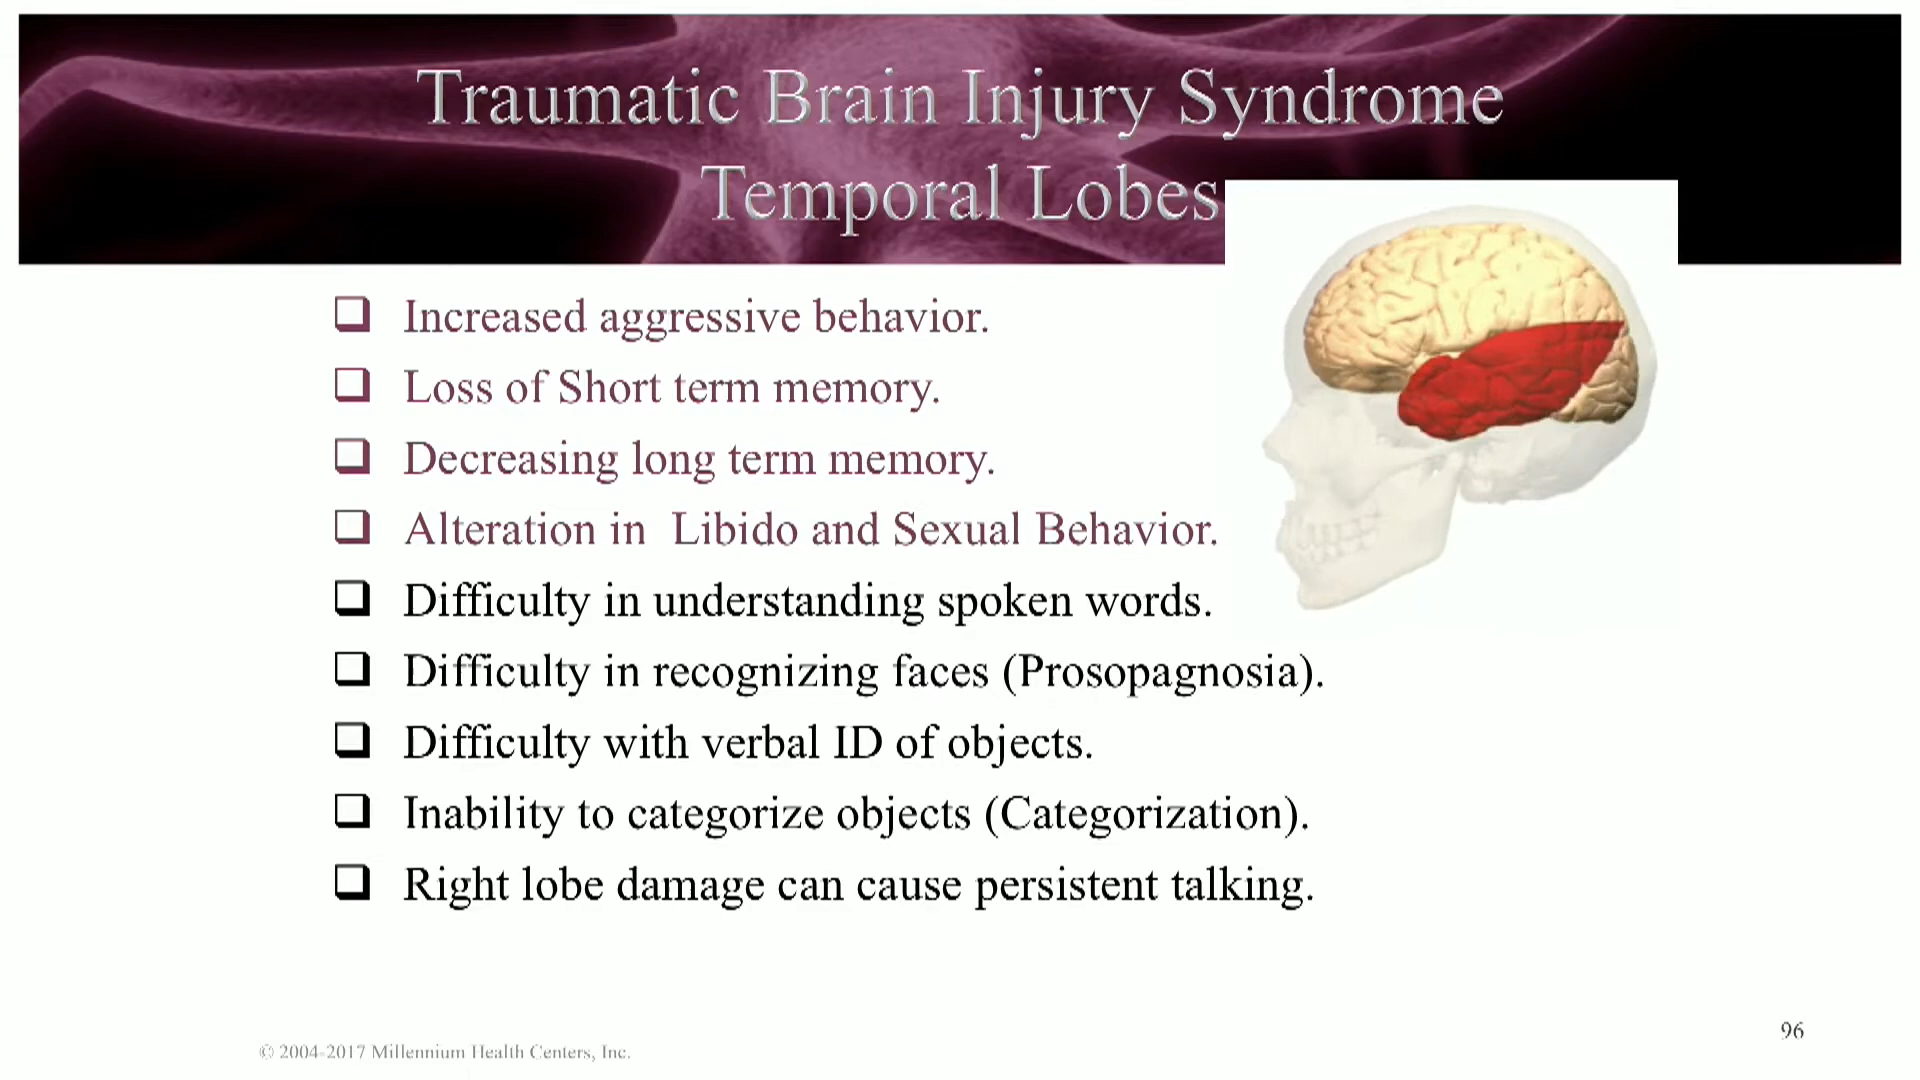 Traumatic Brain Injury Syndrome
Temporal Lobes
Increased aggressive behavior.
Loss of Short term memory.
Decreasing long term memory.
Alteration in  Libido and Sexual Behavior.
Difficulty in understanding spoken words.
Difficulty in recognizing faces (Prosopagnosia).
Difficulty with verbal ID of objects.
Inability to categorize objects (Categorization).
Right lobe damage can cause persistent talking.
96
© 2004-2017 Millennium Health Centers, Inc.